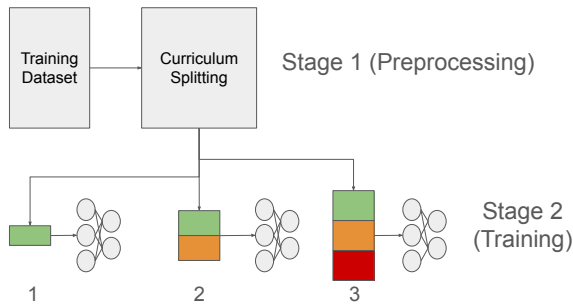 Training
Dataset
Curriculum
Splitting
Stage 1 (Preprocessing)
Stage 2
(Training)
1
2
3